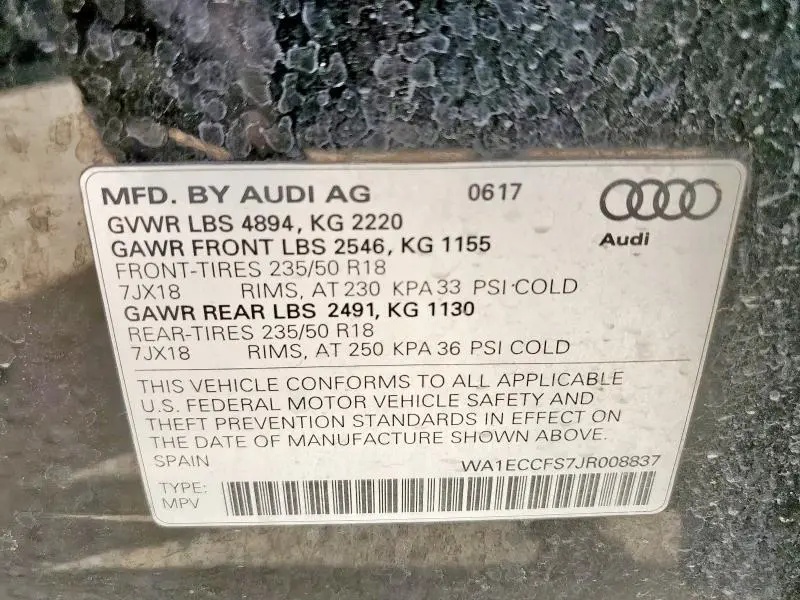 MFD. BY AUDI AG 0617
Audi
GVWR LBS 4894, KG 2220
GAWR FRONT LBS 2546, KG 1155
FRONT-TIRES 235/50 R18
7JX18 RIMS, AT 230 KPA 33 PSI COLD
GAWR REAR LBS 2491, KG 1130
REAR-TIRES 235/50 R18
7JX18 RIMS, AT 250 KPA 36 PSI COLD
THIS VEHICLE CONFORMS TO ALL APPLICABLE
U.S. FEDERAL MOTOR VEHICLE SAFETY AND
THEFT PREVENTION STANDARDS IN EFFECT ON
THE DATE OF MANUFACTURE SHOWN ABOVE.
SPAIN WA1ECCFS7JR008837
TYPE:
MPV